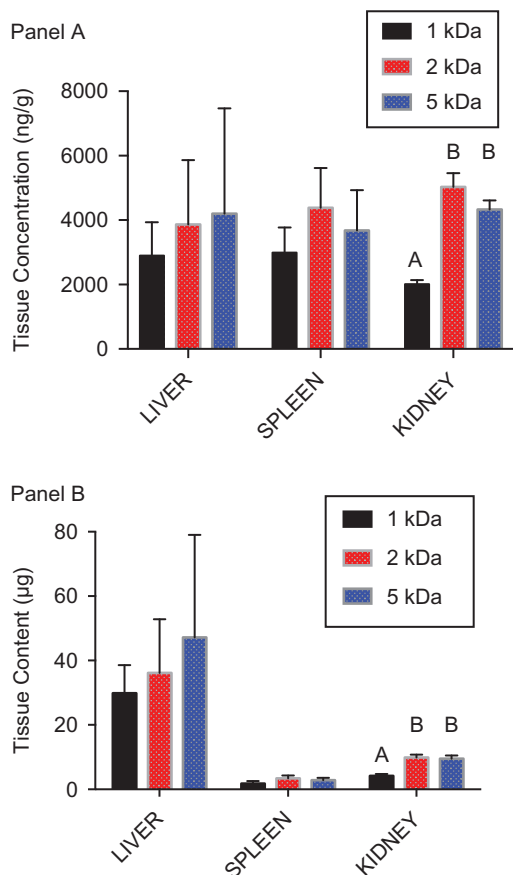 Panel A
1 kDa
2 kDa
5 kDa
Tissue Concentration (ng/g)
8000
6000
4000
2000
0
A
B
B
LIVER
SPLEEN
KIDNEY
Panel B
1 kDa
2 kDa
5 kDa
Tissue Content (µg)
80
60
40
20
0
A
B
B
LIVER
SPLEEN
KIDNEY